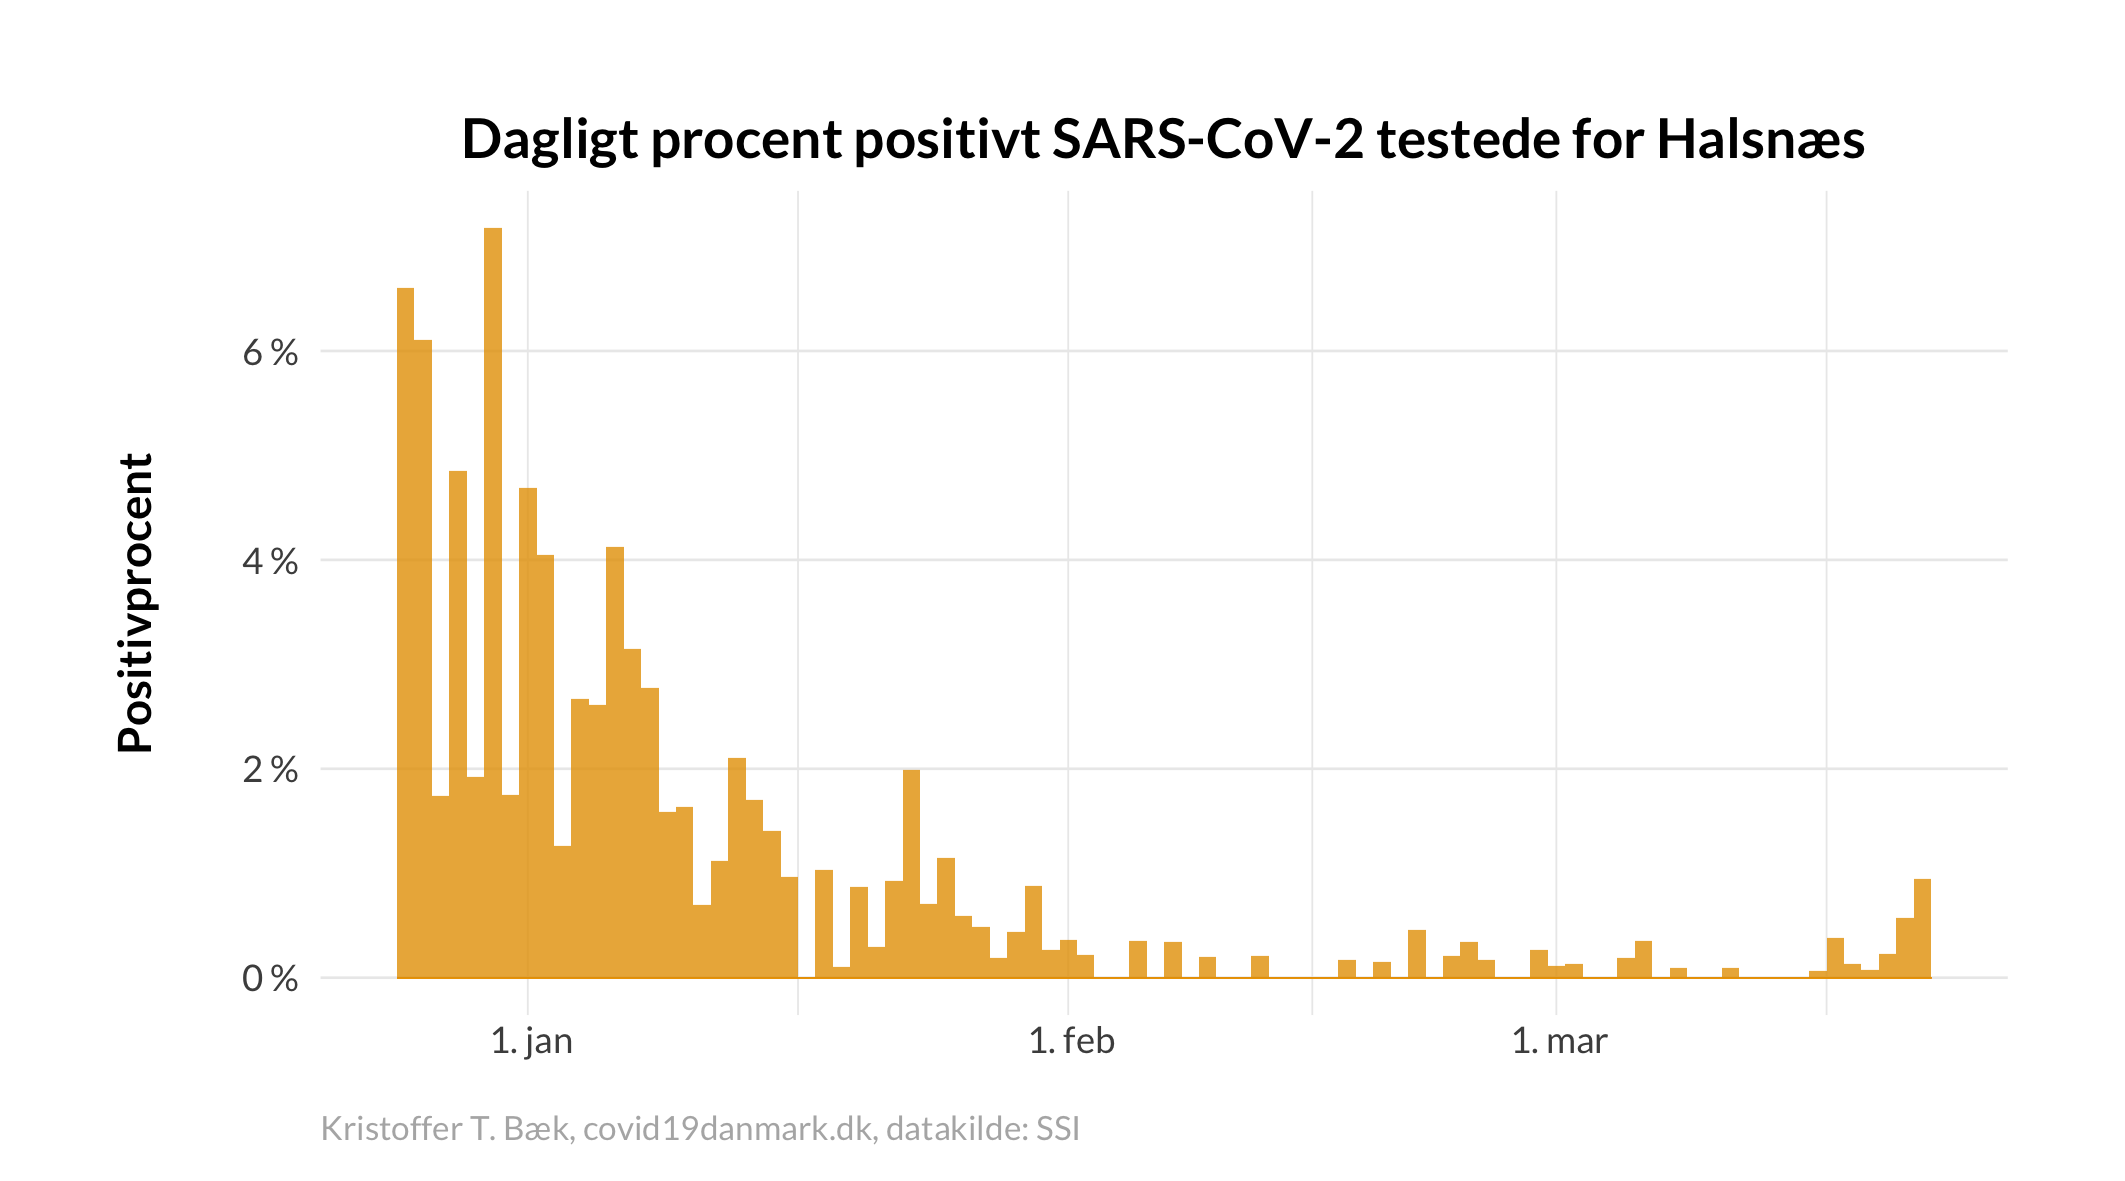 Dagligt procent positivt SARS-CoV-2 testede for Halsnæs
Positivprocent
6 %
4 %
2 %
0 %
1. jan
1. feb
1. mar
Kristoffer T. Bæk, covid19danmark.dk, datakilde: SSI